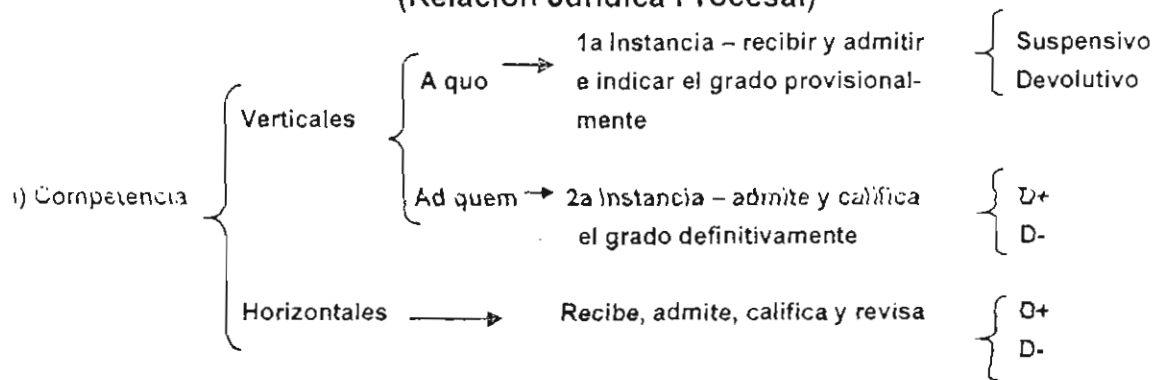 (Relación Jurídica Procesal)
1a Instancia – recibir y admitir
e indicar el grado provisional-
mente
Suspensivo
Devolutivo
A quo
Verticales
Ad quem
2a Instancia – admite y califica
el grado definitivamente
D+
D-
Competencia
Horizontales
Recibe, admite, califica y revisa
D+
D-